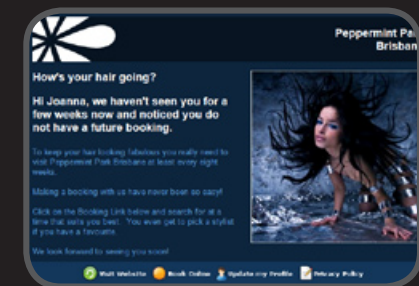 Peppermint Par
Brisban
How's your hair going?
Hi Joanna, we haven't seen you for a
few weeks now and noticed you do
not have a future booking.
To keep your hair looking fabulous you really need to
visit Peppermint Park Brisbane at least every eight
weeks.
Making a booking with us have never been so easy!
Click on the Booking Link below and search for at a
time that suits you best. You even get to pick a stylist
if you have a favourite.
We look forward to seeing you soon!
Visit Website Book Online Update my Profile Privacy Policy